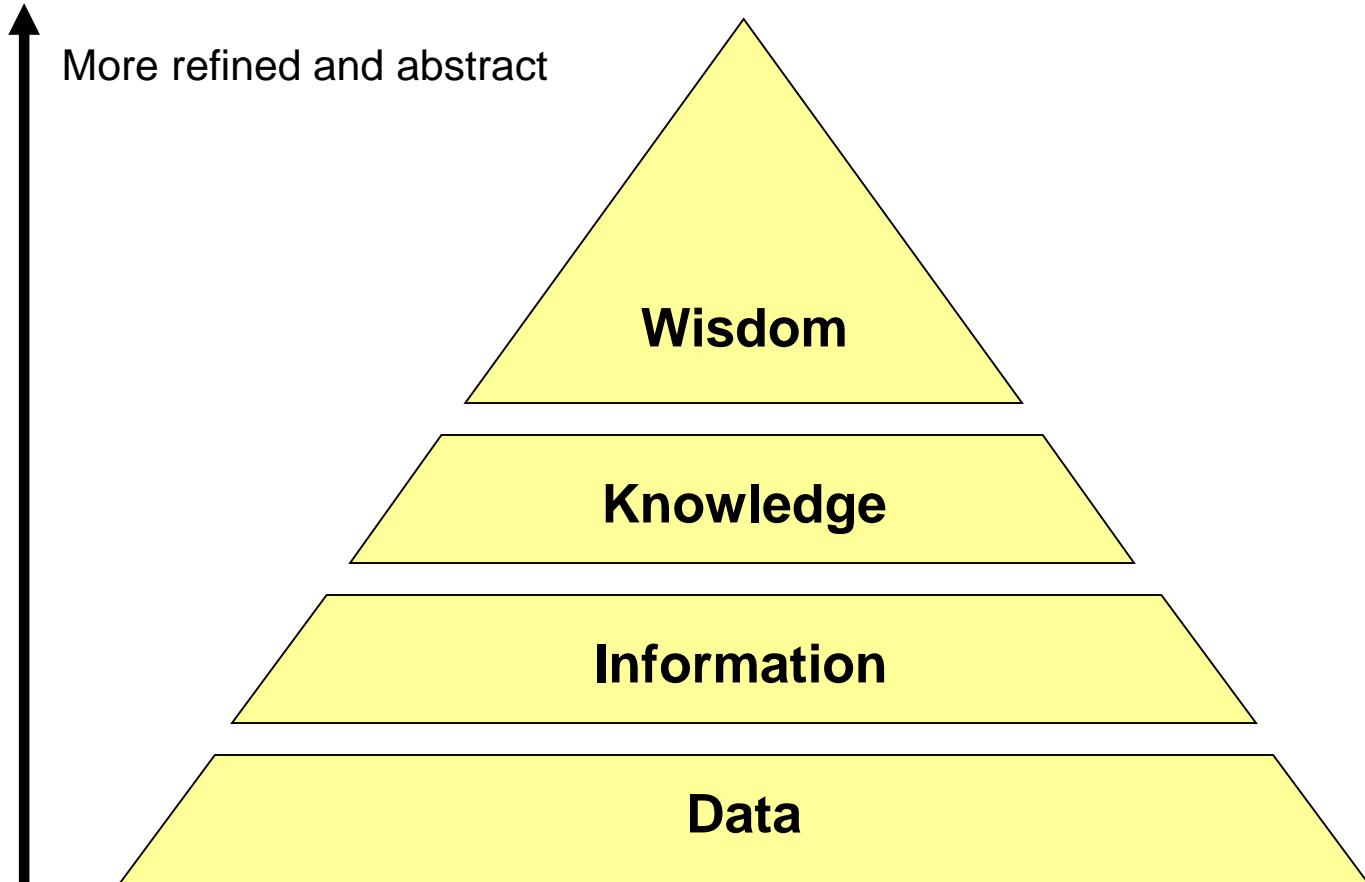 More refined and abstract
Wisdom
Knowledge
Information
Data